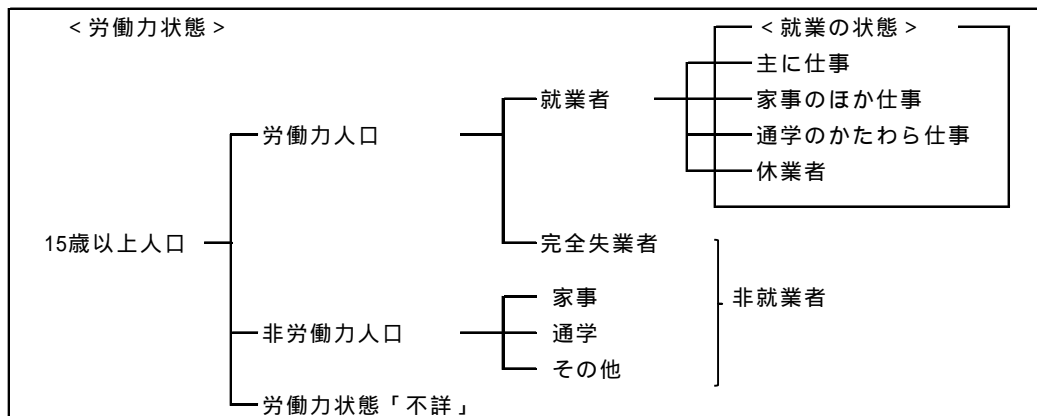 ＜労働力状態＞
＜就業の状態＞
主に仕事
就業者
家事のほか仕事
労働力人口
通学のかたわら仕事
休業者
15歳以上人口
完全失業者
家事
非就業者
非労働力人口
通学
その他
労働力状態「不詳」